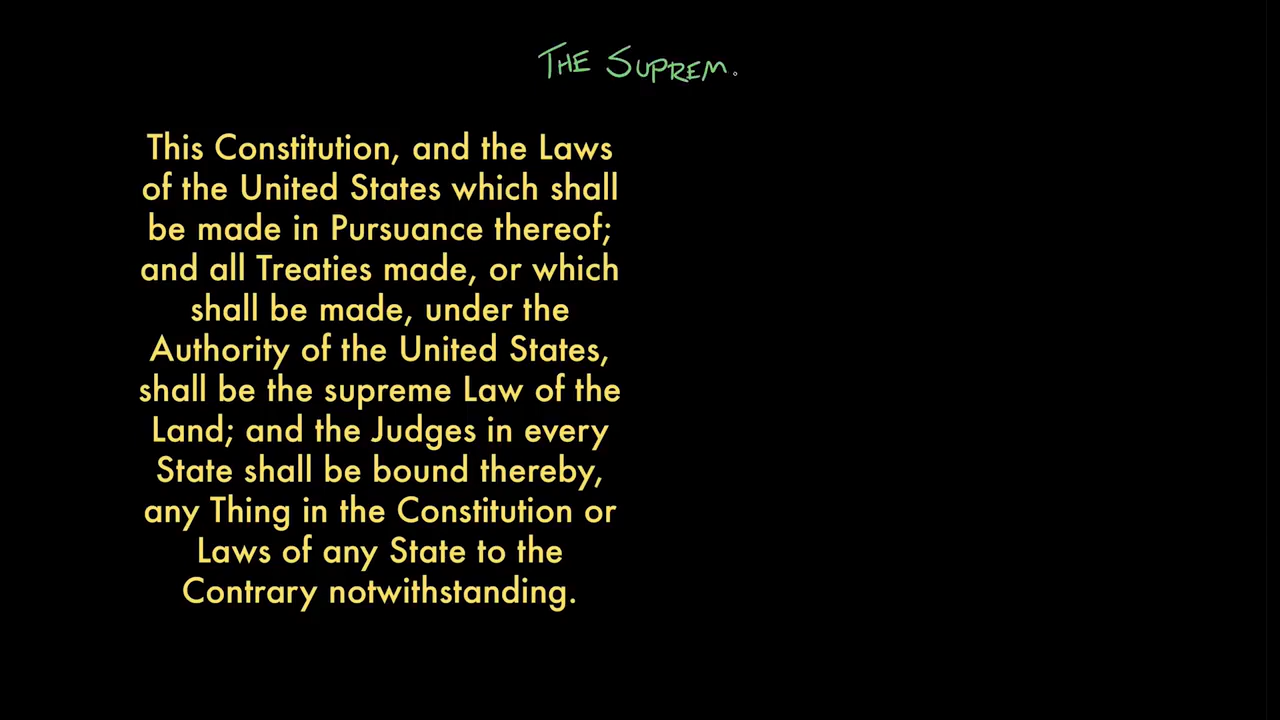 THE SUPREM.
This Constitution, and the Laws
of the United States which shall
be made in Pursuance thereof;
and all Treaties made, or which
shall be made, under the
Authority of the United States,
shall be the supreme Law of the
Land; and the Judges in every
State shall be bound thereby,
any Thing in the Constitution or
Laws of any State to the
Contrary notwithstanding.